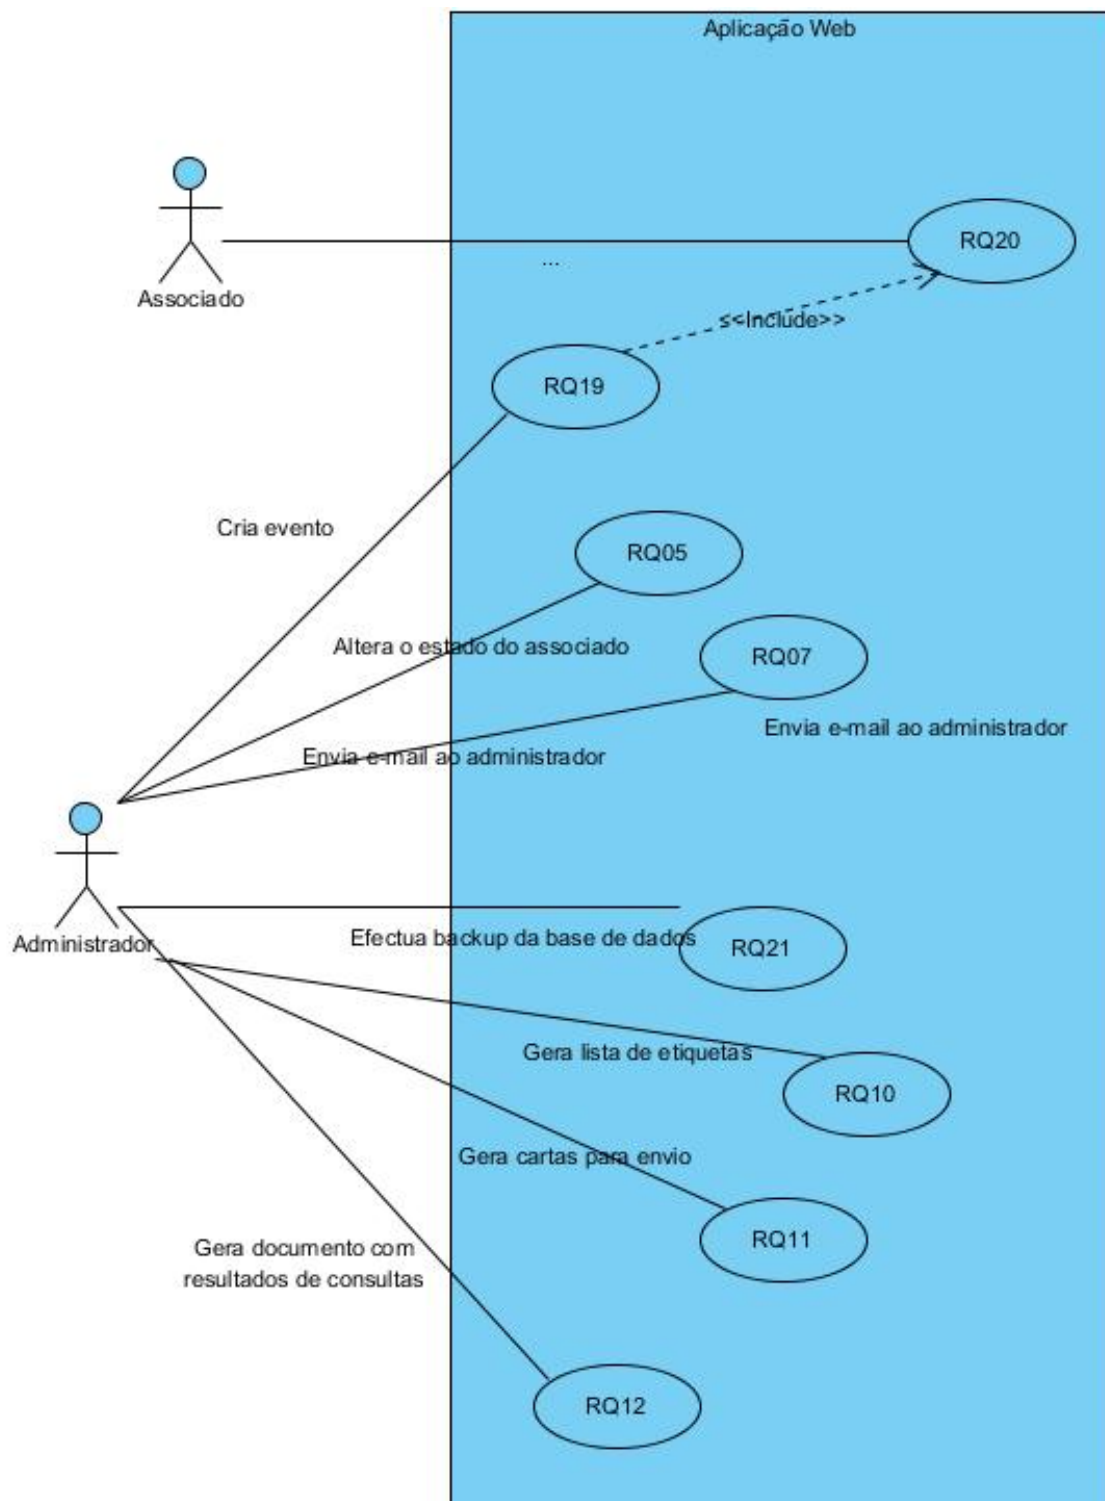 Aplicação Web
RQ20
...
Associado
<<Include>>
RQ19
Cria evento
RQ05
Altera o estado do associado
RQ07
Envia e-mail ao administrador
Envia e-mail ao administrador
Administrador
Efectua backup da base de dados
RQ21
Gera lista de etiquetas
RQ10
Gera cartas para envio
RQ11
Gera documento com
resultados de consultas
RQ12